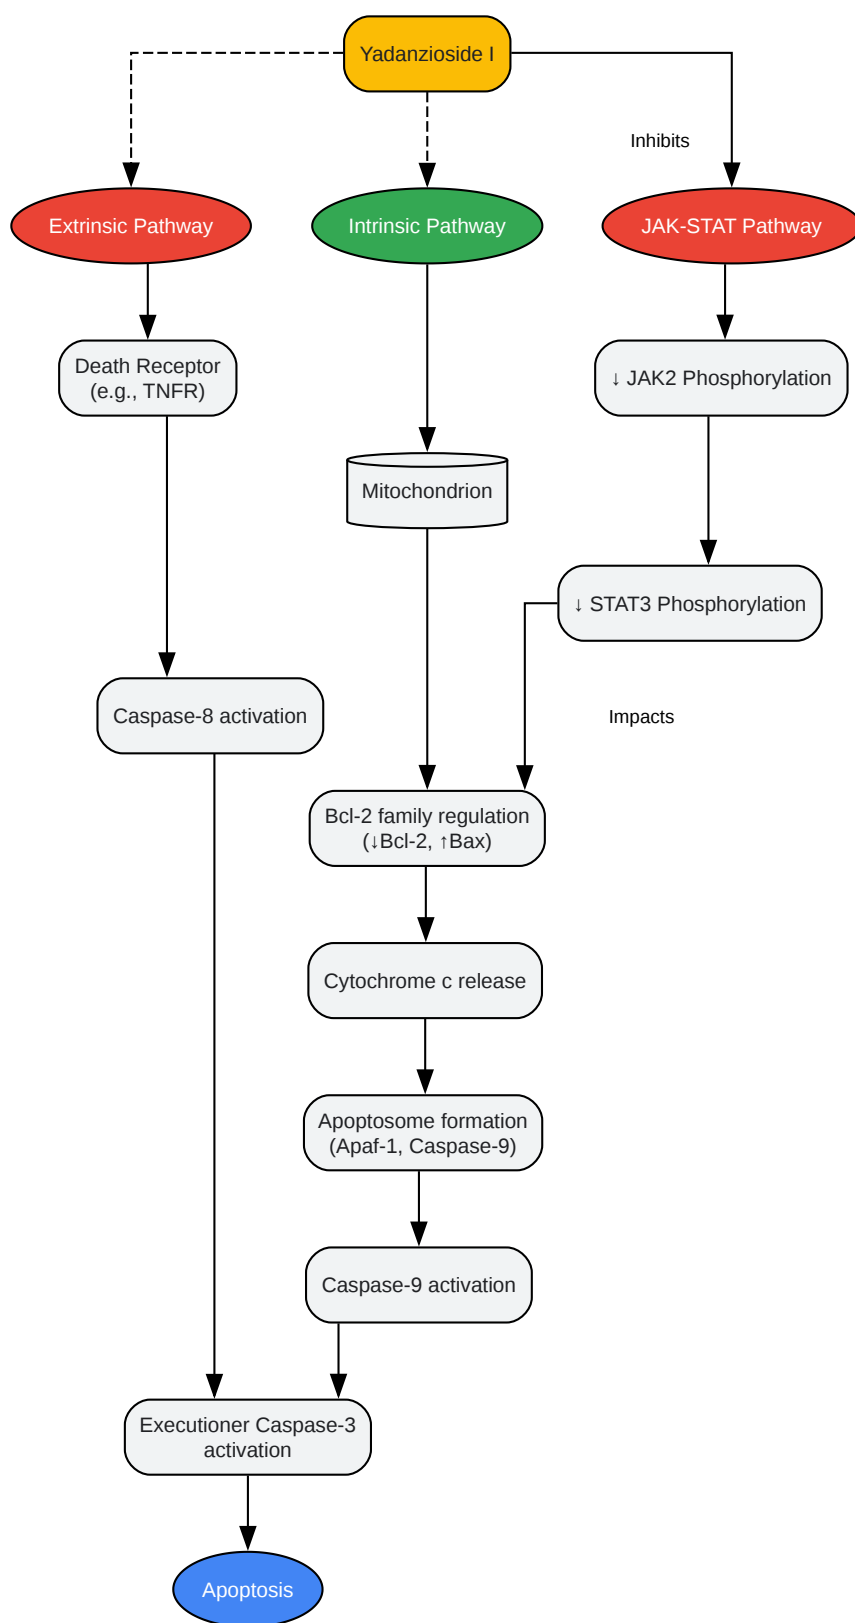 Yadanzioside I
Inhibits
Extrinsic Pathway
Intrinsic Pathway
JAK-STAT Pathway
Death Receptor
(e.g., TNFR)
↓ JAK2 Phosphorylation
Mitochondrion
↓ STAT3 Phosphorylation
Caspase-8 activation
Impacts
Bcl-2 family regulation
(↓Bcl-2, ↑Bax)
Cytochrome c release
Apoptosome formation
(Apaf-1, Caspase-9)
Caspase-9 activation
Executioner Caspase-3
activation
Apoptosis